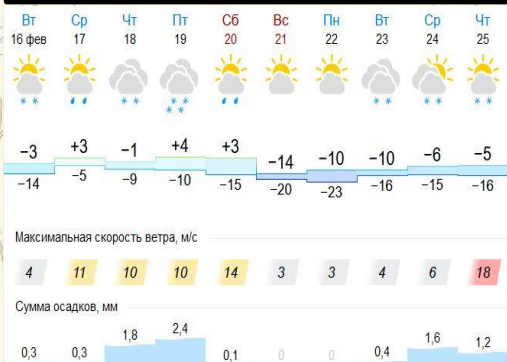 Вт Ср Чт Пт Сб Вс Пн Вт Ср Чт
16 фев 17 18 19 20 21 22 23 24 25
−3 +3 −1 +4 +3 −14 −10 −10 −6 −5
−14 −5 −9 −10 −15 −20 −23 −16 −15 −16
Максимальная скорость ветра, м/с
4 11 10 10 14 3 3 4 6 18
Сумма осадков, мм
0,3 0,3 1,8 2,4 0,1 0 0 0,4 1,6 1,2